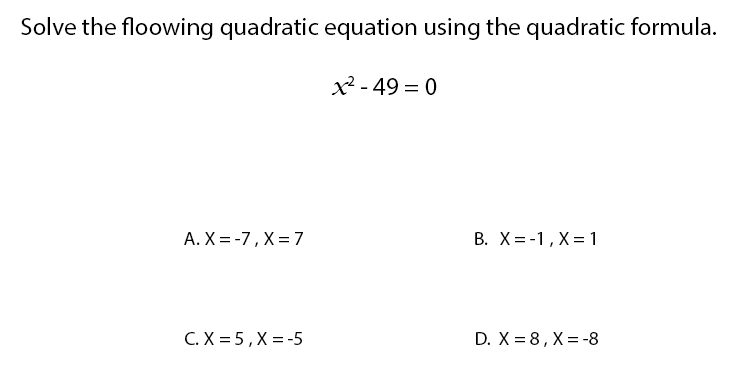 Solve the floowing quadratic equation using the quadratic formula.
x² - 49 = 0
A. X = -7 , X = 7
B. X = -1 , X = 1
C. X = 5 , X = -5
D. X = 8 , X = -8